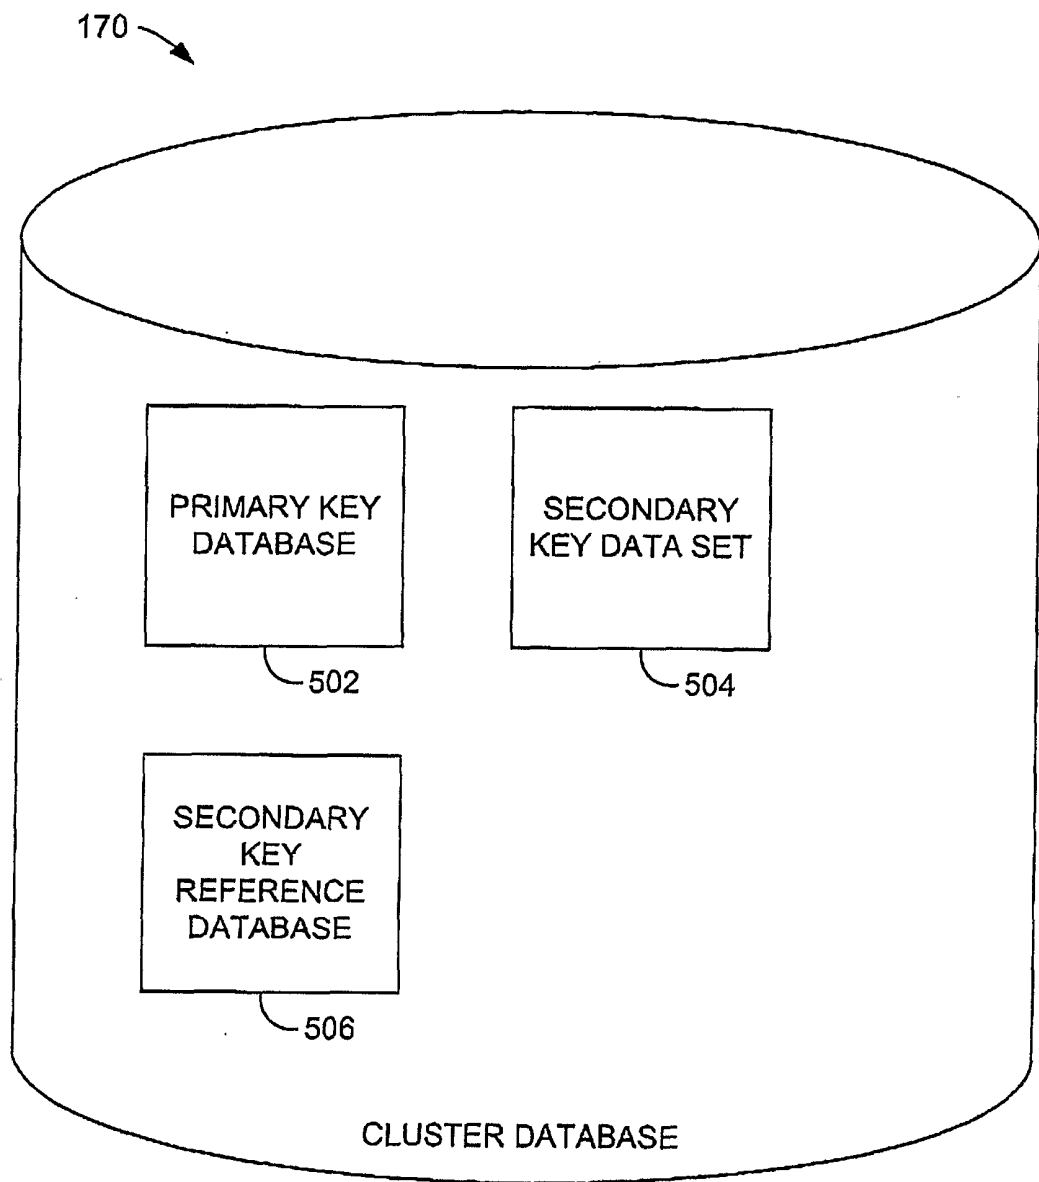 170
PRIMARY KEY
DATABASE
502
SECONDARY
KEY DATA SET
504
SECONDARY
KEY
REFERENCE
DATABASE
506
CLUSTER DATABASE